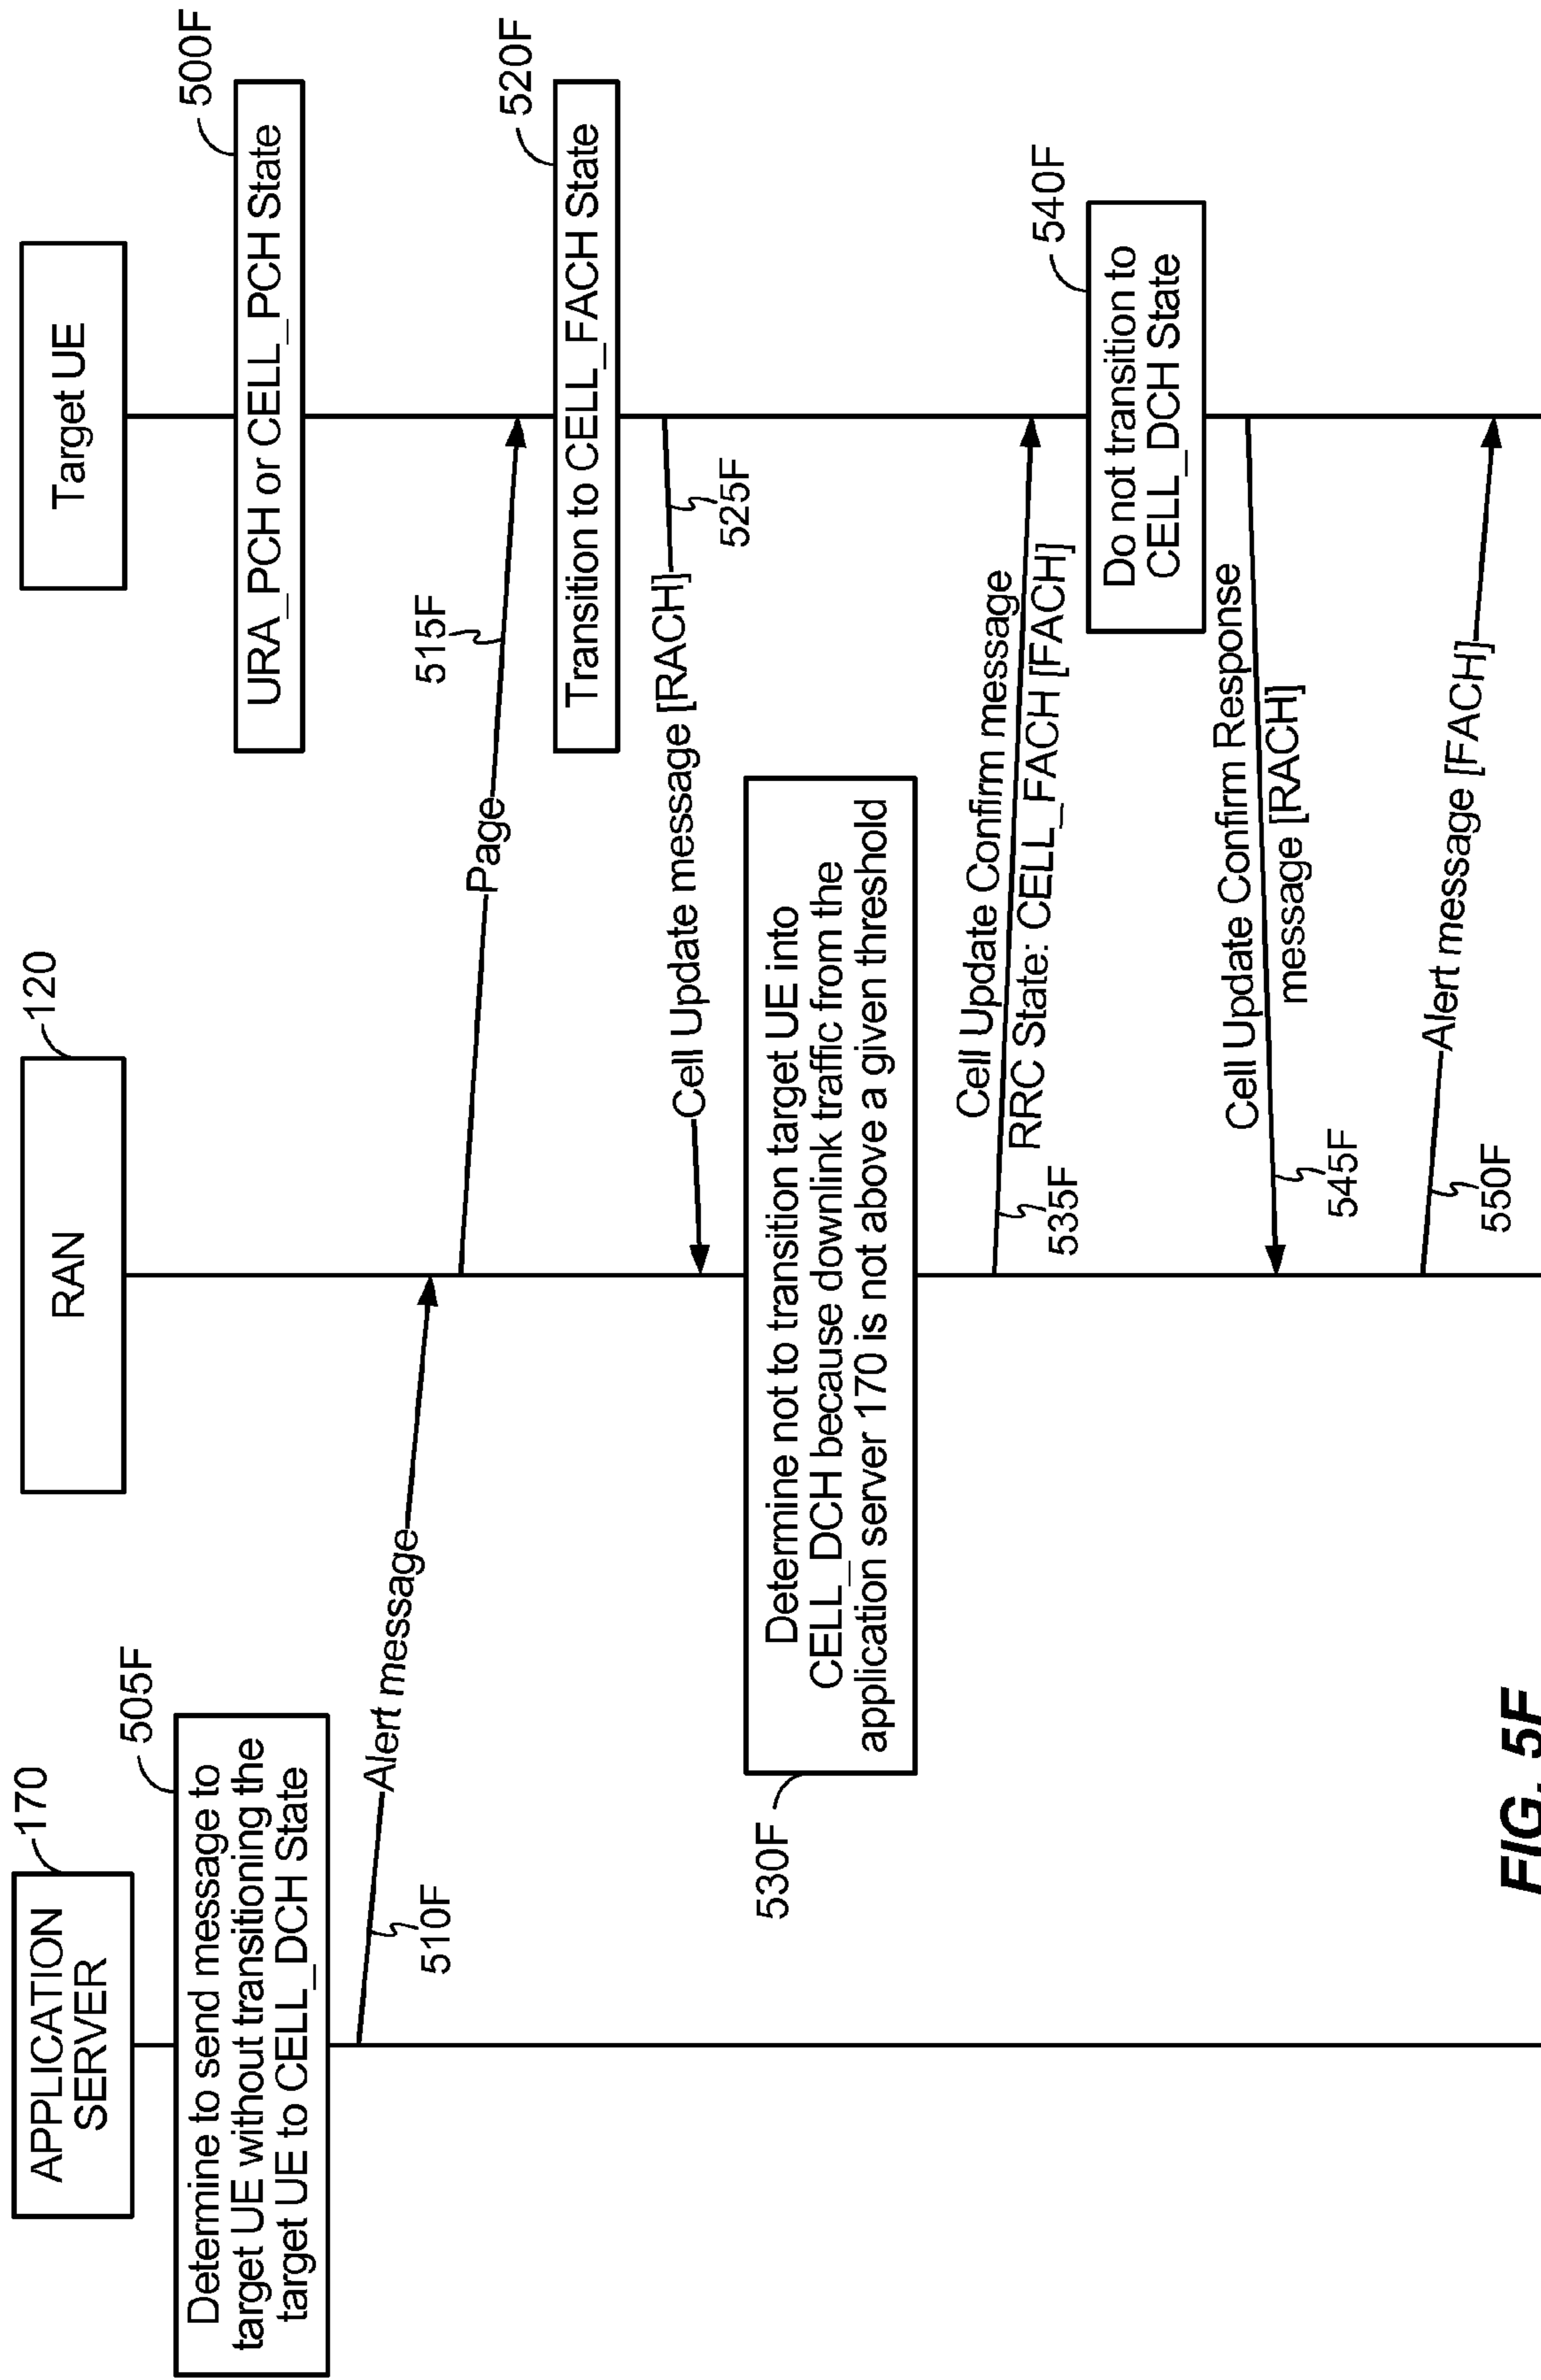 APPLICATION
SERVER
170
RAN
120
Target UE
URA_PCH or CELL_PCH State
500F
Determine to send message to
target UE without transitioning the
target UE to CELL_DCH State
505F
Alert message
510F
Page
515F
Transition to CELL_FACH State
520F
Cell Update message [RACH]
525F
Determine not to transition target UE into
CELL_DCH because downlink traffic from the
application server 170 is not above a given threshold
530F
Cell Update Confirm message
RRC State: CELL_FACH [FACH]
535F
Do not transition to
CELL_DCH State
540F
Cell Update Confirm Response
message [RACH]
545F
Alert message [FACH]
550F
FIG. 5F